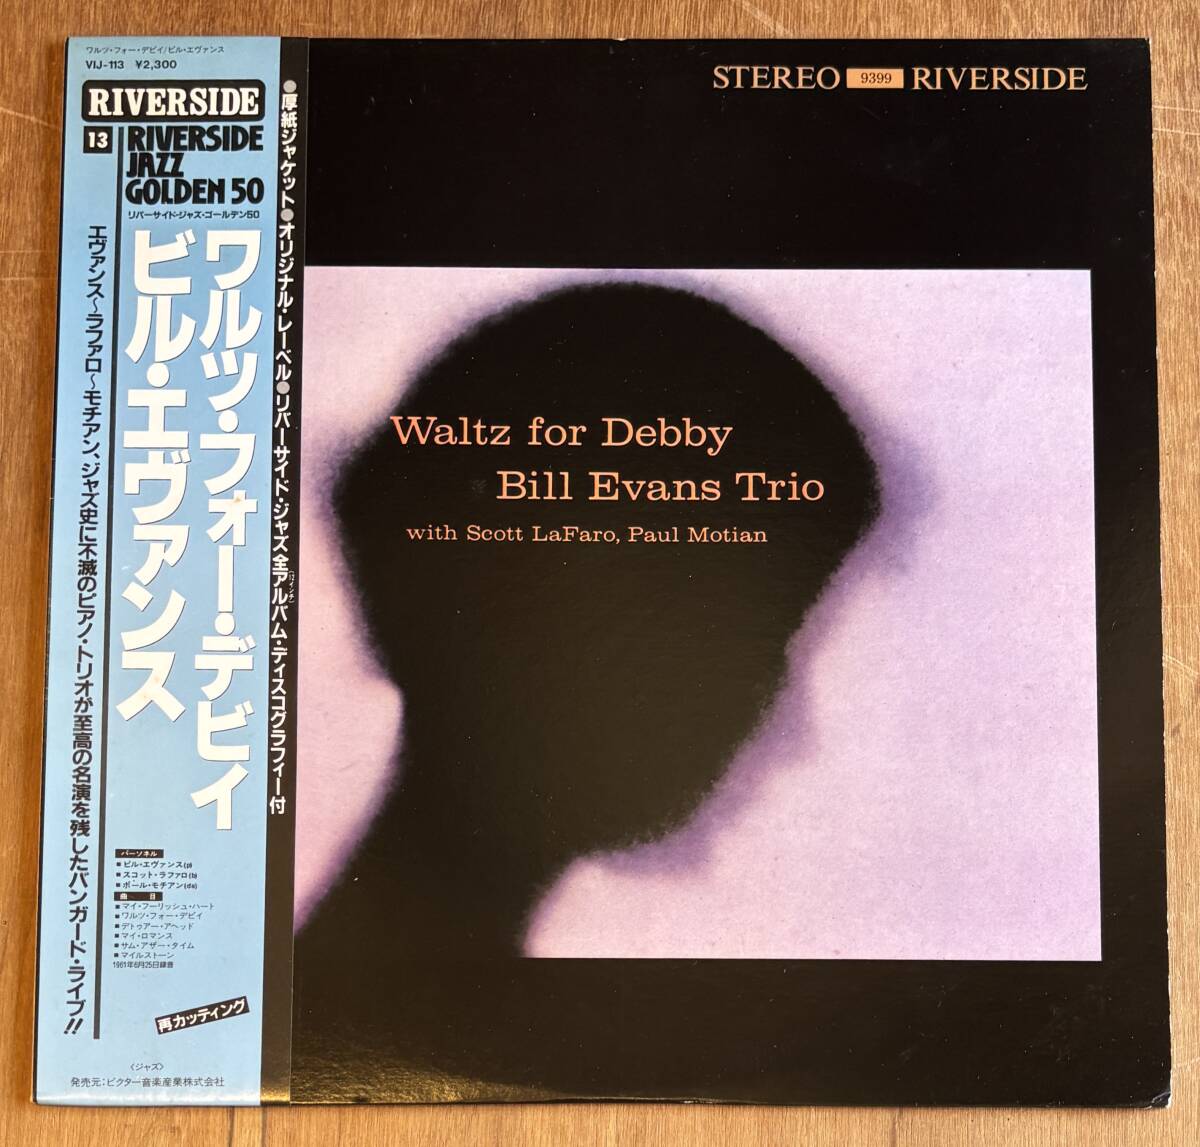 ワルツ・フォー・デビイ/ビル・エヴァンス
VIJ-113 ¥2,300
RIVERSIDE
13
RIVERSIDE
JAZZ
GOLDEN 50
リバーサイド・ジャズ・ゴールデン50
ワルツ・フォー・デビイ
ビル・エヴァンス
エヴァンス〜ラファロ〜モチアン、ジャズ史に不滅のピアノ・トリオが至高の名演を残したバンガード・ライブ!!
●厚紙ジャケット●オリジナル・レーベル●リバーサイド・ジャズ全アルバム・ディスコグラフィー付
(12インチ)
パーソネル
■ビル・エヴァンス(p)
■スコット・ラファロ(b)
■ポール・モチアン(ds)
曲目
■マイ・フーリッシュ・ハート
■ワルツ・フォー・デビイ
■デトゥアー・アヘッド
■マイ・ロマンス
■サム・アザー・タイム
■マイルストーン
1961年6月25日録音
再カッティング
〈ジャズ〉
発売元:ビクター音楽産業株式会社
STEREO 9399 RIVERSIDE
Waltz for Debby
Bill Evans Trio
with Scott LaFaro, Paul Motian